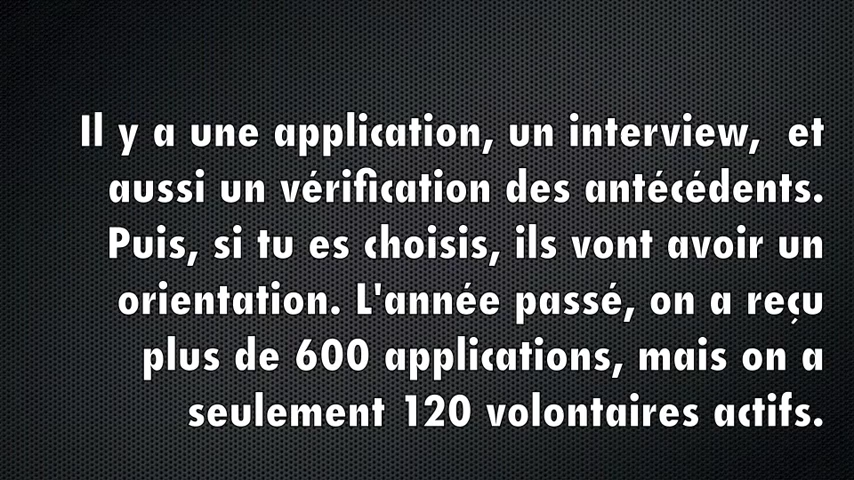 Il y a une application, un interview,  et
aussi un vérification des antécédents.
Puis, si tu es choisis, ils vont avoir un
orientation. L'année passé, on a reçu
plus de 600 applications, mais on a
seulement 120 volontaires actifs.